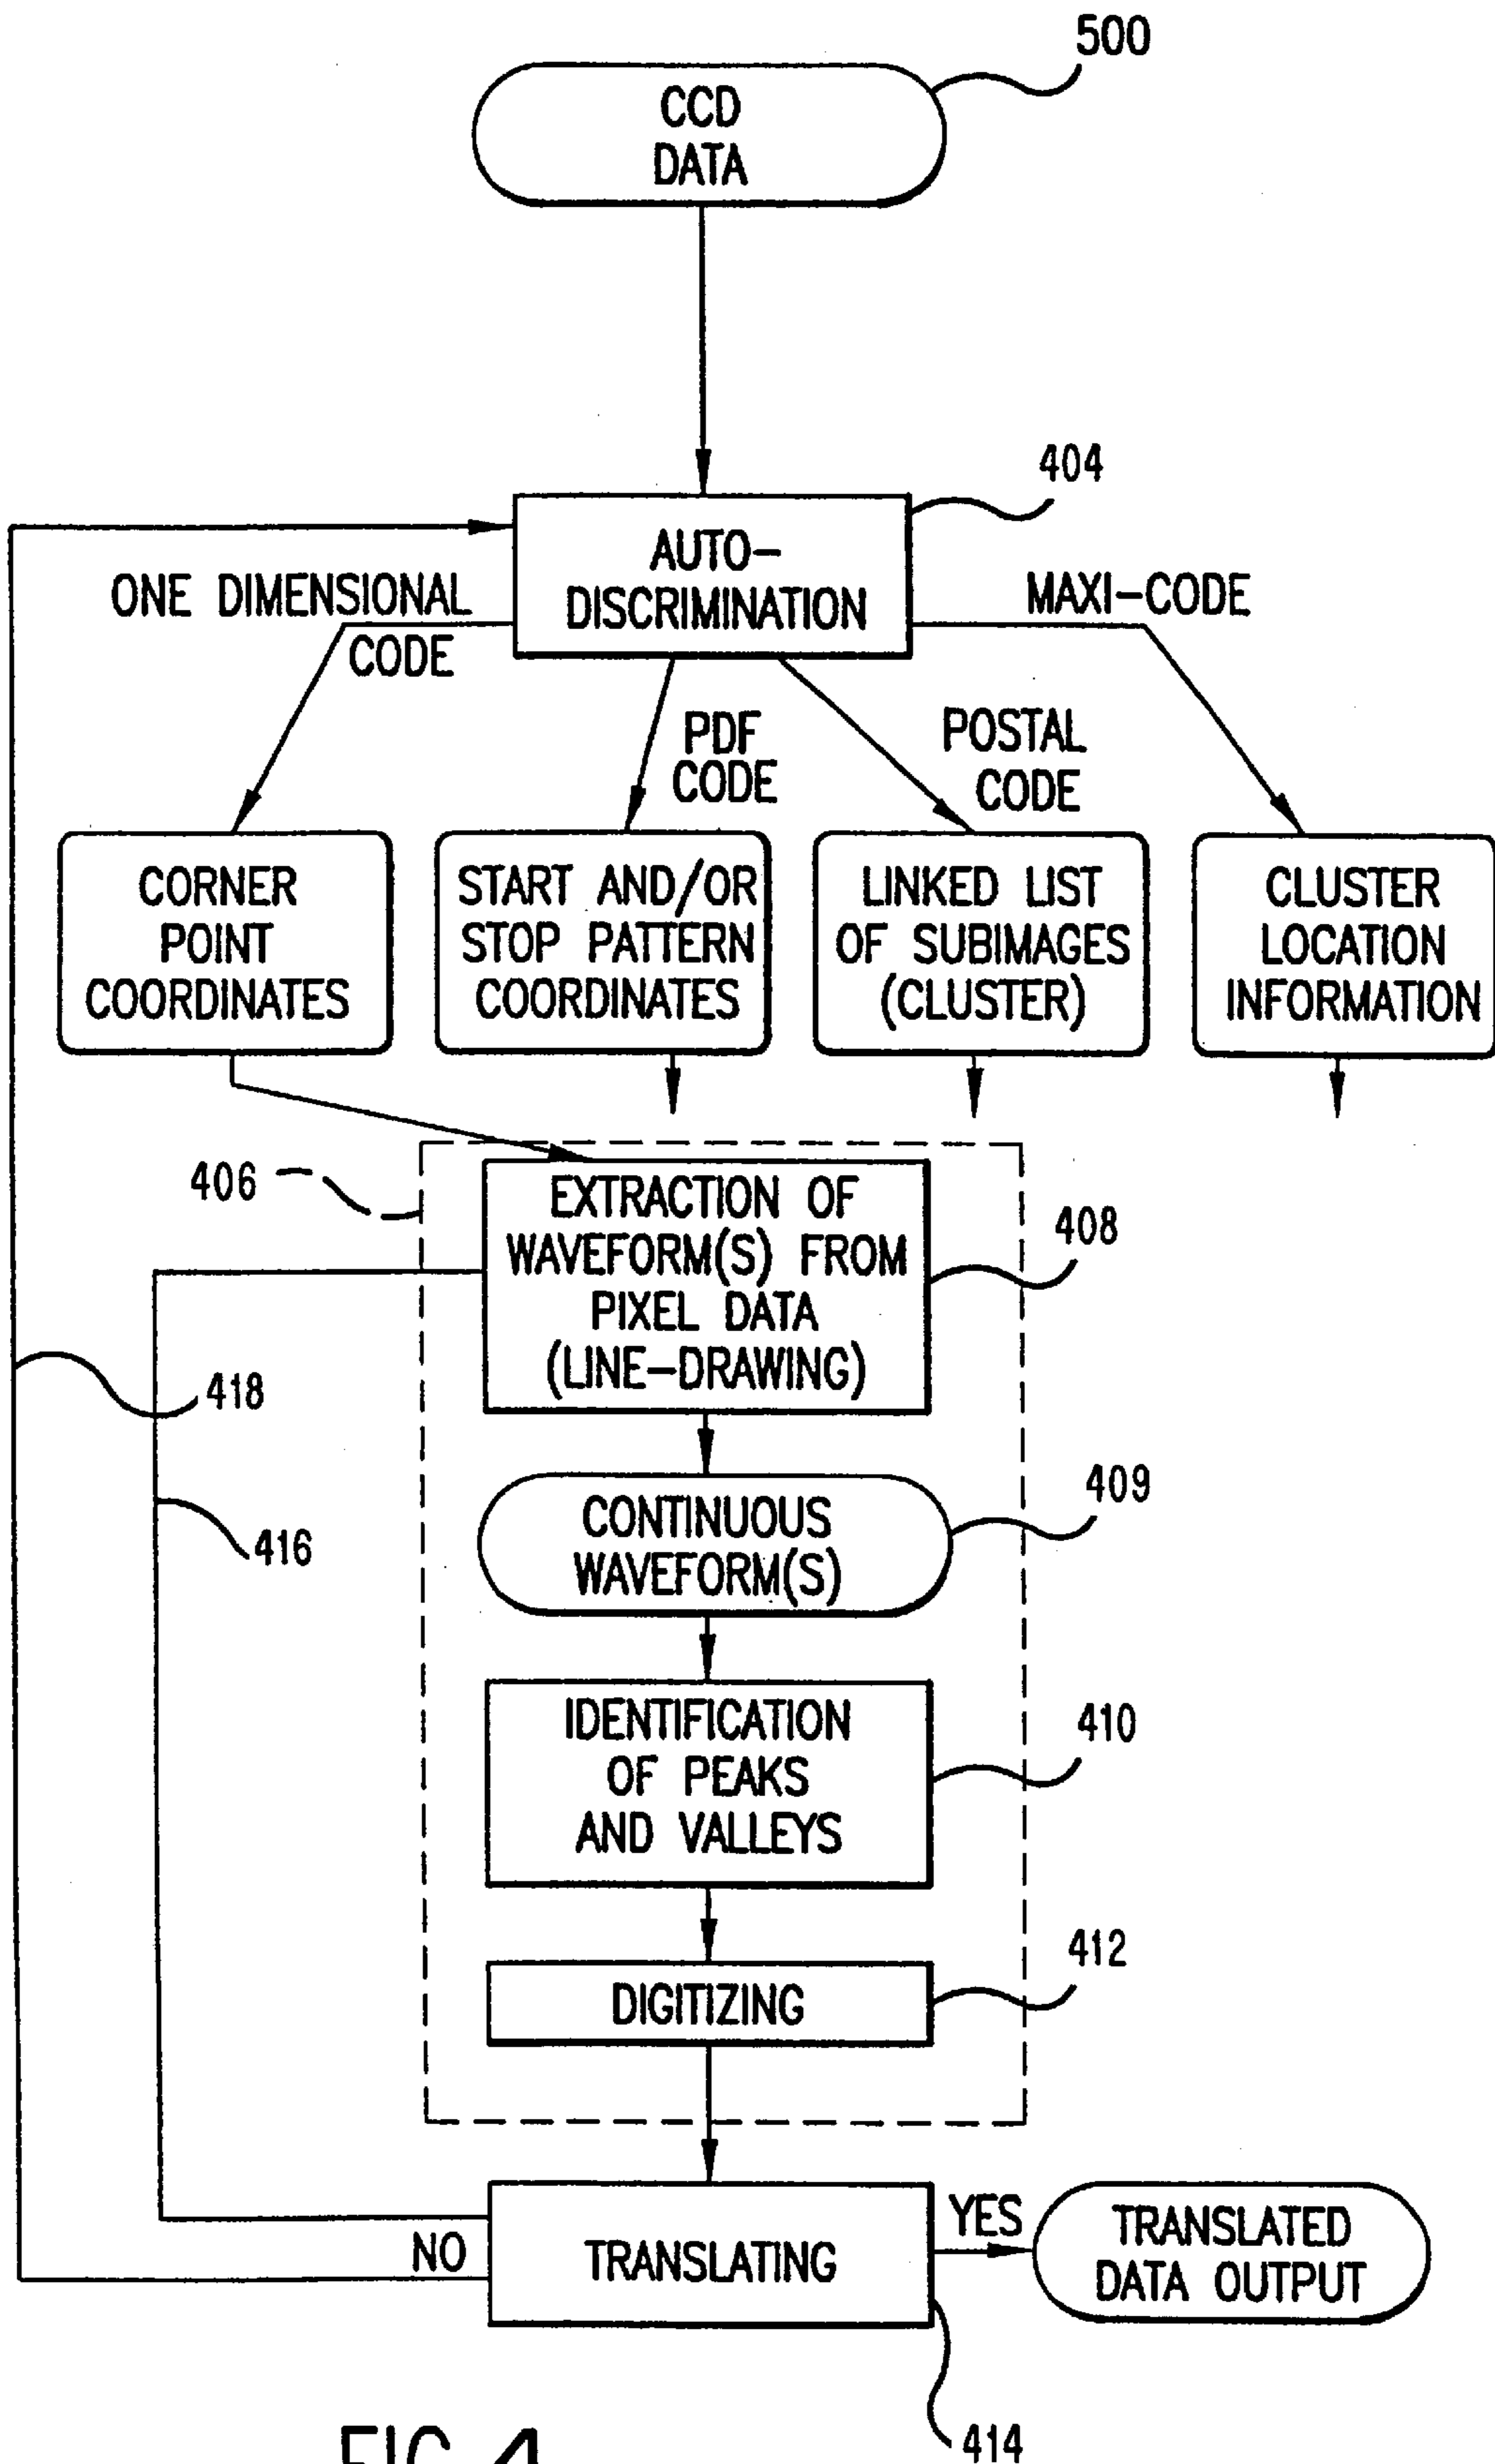 500
CCD
DATA
404
AUTO-
DISCRIMINATION
ONE DIMENSIONAL
CODE
MAXI-CODE
PDF
CODE
POSTAL
CODE
CORNER
POINT
COORDINATES
START AND/OR
STOP PATTERN
COORDINATES
LINKED LIST
OF SUBIMAGES
(CLUSTER)
CLUSTER
LOCATION
INFORMATION
406
EXTRACTION OF
WAVEFORM(S) FROM
PIXEL DATA
(LINE-DRAWING)
408
418
CONTINUOUS
WAVEFORM(S)
409
416
IDENTIFICATION
OF PEAKS
AND VALLEYS
410
DIGITIZING
412
NO
TRANSLATING
YES
TRANSLATED
DATA OUTPUT
414
FIG. 4